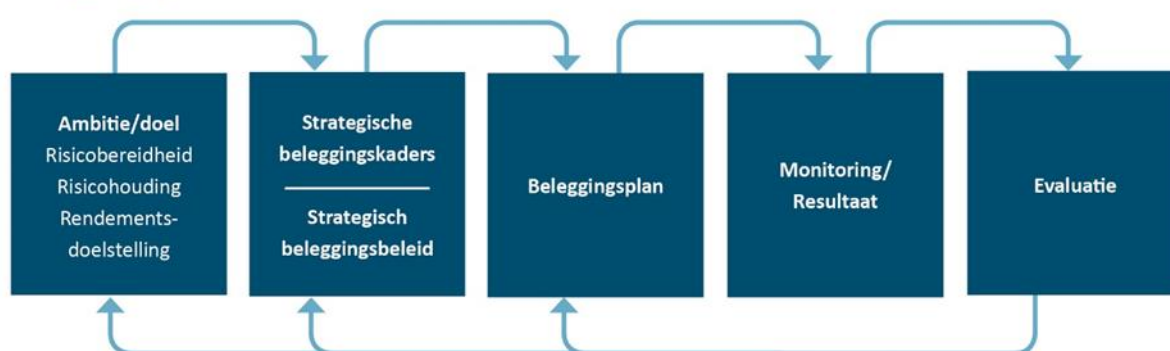 Ambitie/doel
Risicobereidheid
Risicohouding
Rendements-
doelstelling
Strategische
beleggingskaders
Strategisch
beleggingsbeleid
Beleggingsplan
Monitoring/
Resultaat
Evaluatie